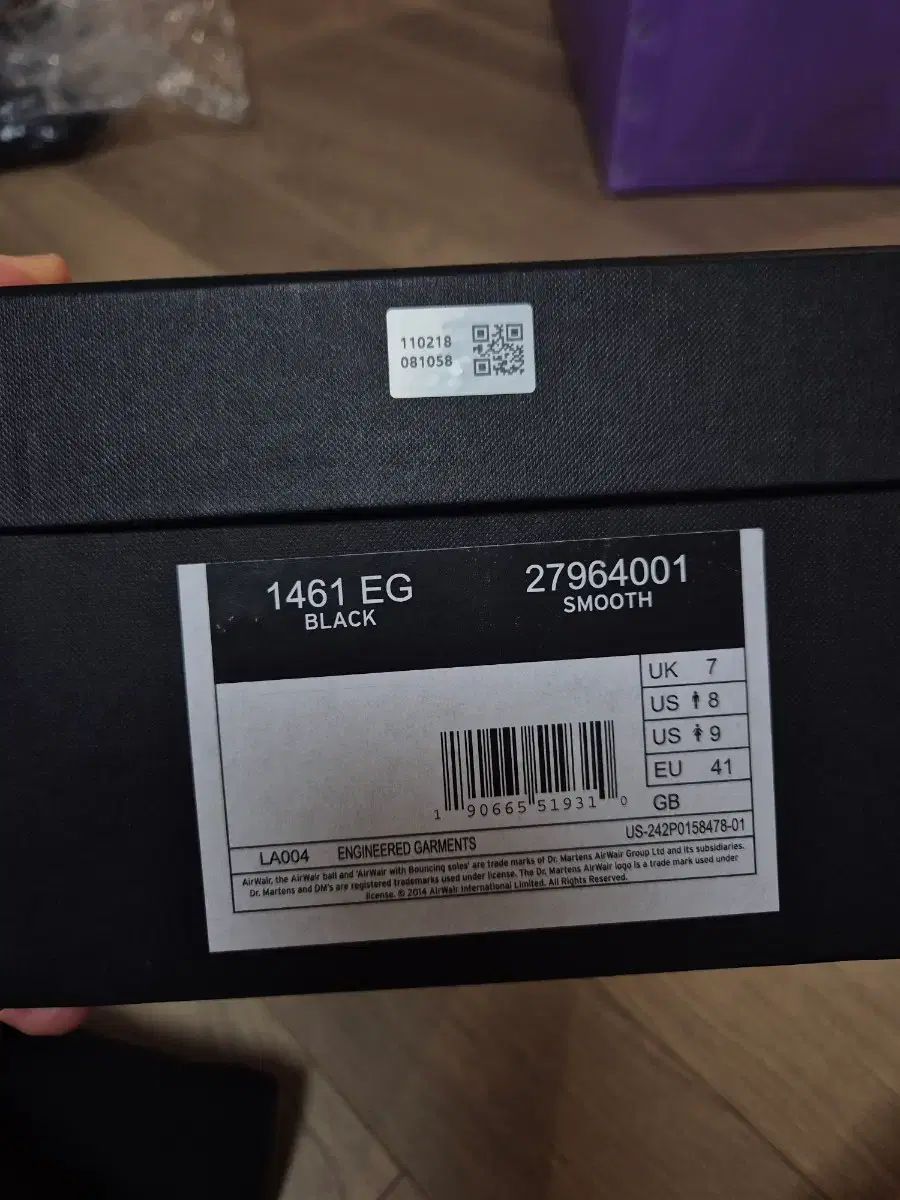 110218
081058
1461 EG
BLACK
27964001
SMOOTH
UK 7
US 8
US 9
EU 41
GB
1 90665 51931 0
US-242P0158478-01
LA004 ENGINEERED GARMENTS
AirWair, the AirWair ball and 'AirWair with Bouncing soles' are trade marks of Dr. Martens AirWair Group Ltd and its subsidiaries.
Dr. Martens and DM's are registered trademarks used under license. The Dr. Martens AirWair logo is a trade mark used under
license. © 2014 AirWair International Limited. All Rights Reserved.